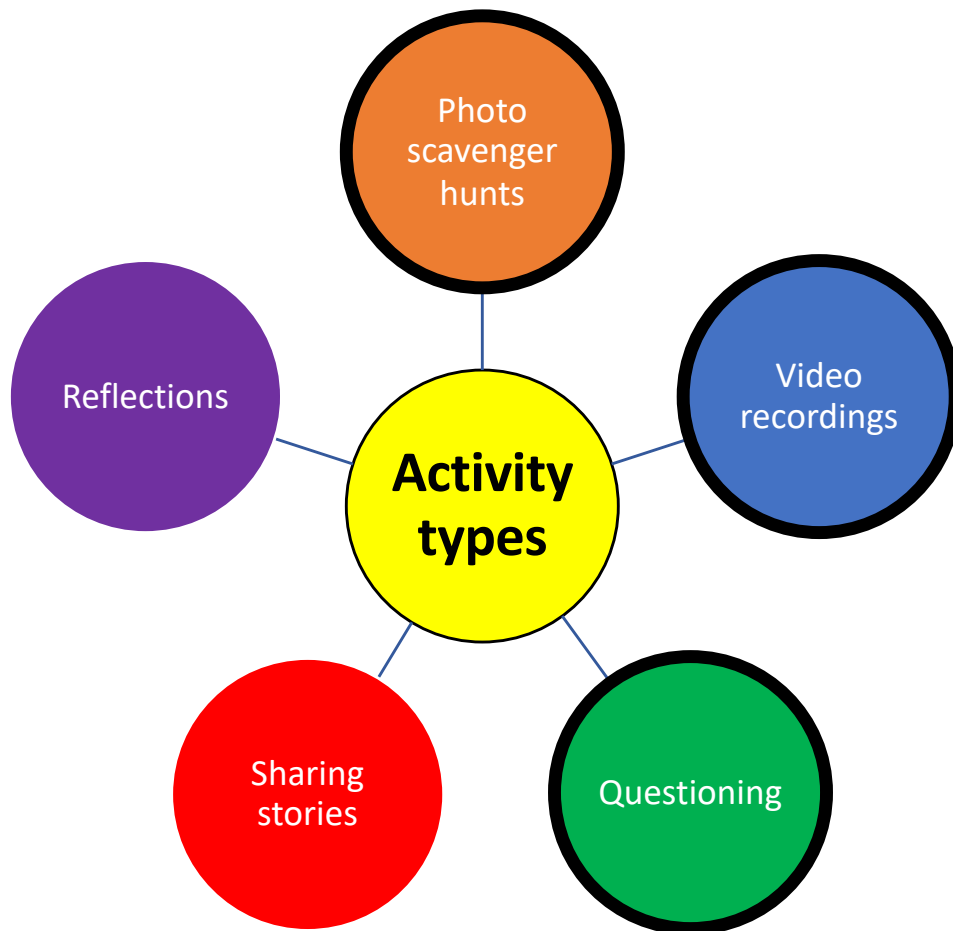 Photo
scavenger
hunts
Video
recordings
Reflections
Activity
types
Sharing
stories
Questioning